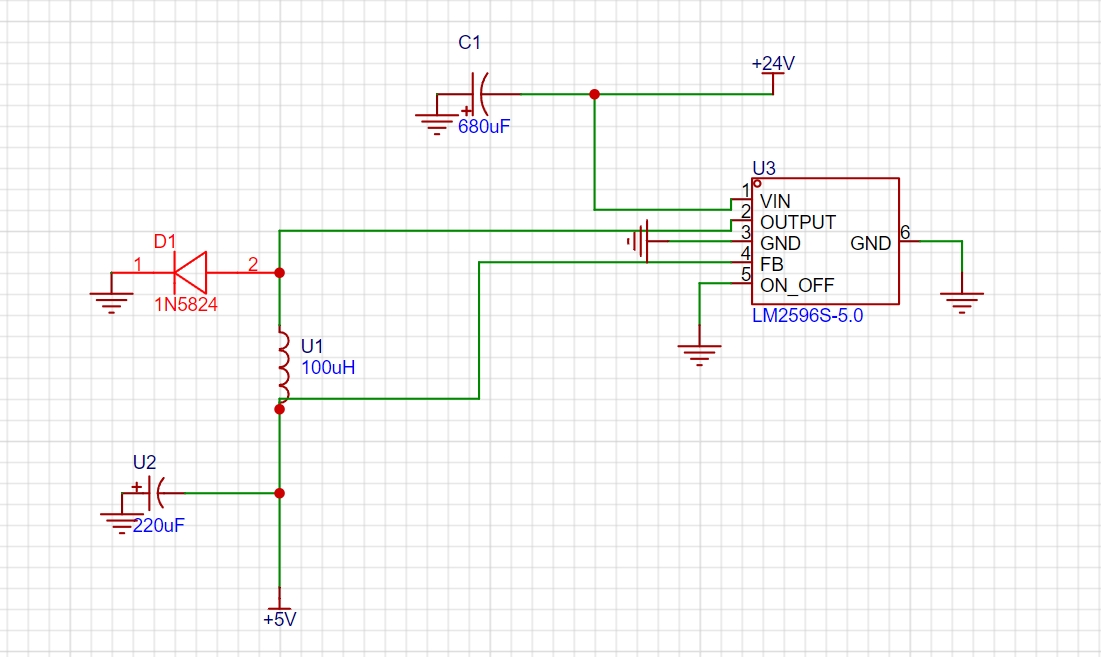 C1
+
680uF
+24V
U3
1
VIN
2
OUTPUT
3
GND
4
FB
5
ON_OFF
GND
6
LM2596S-5.0
D1
1
2
1N5824
U1
100uH
U2
+
220uF
+5V